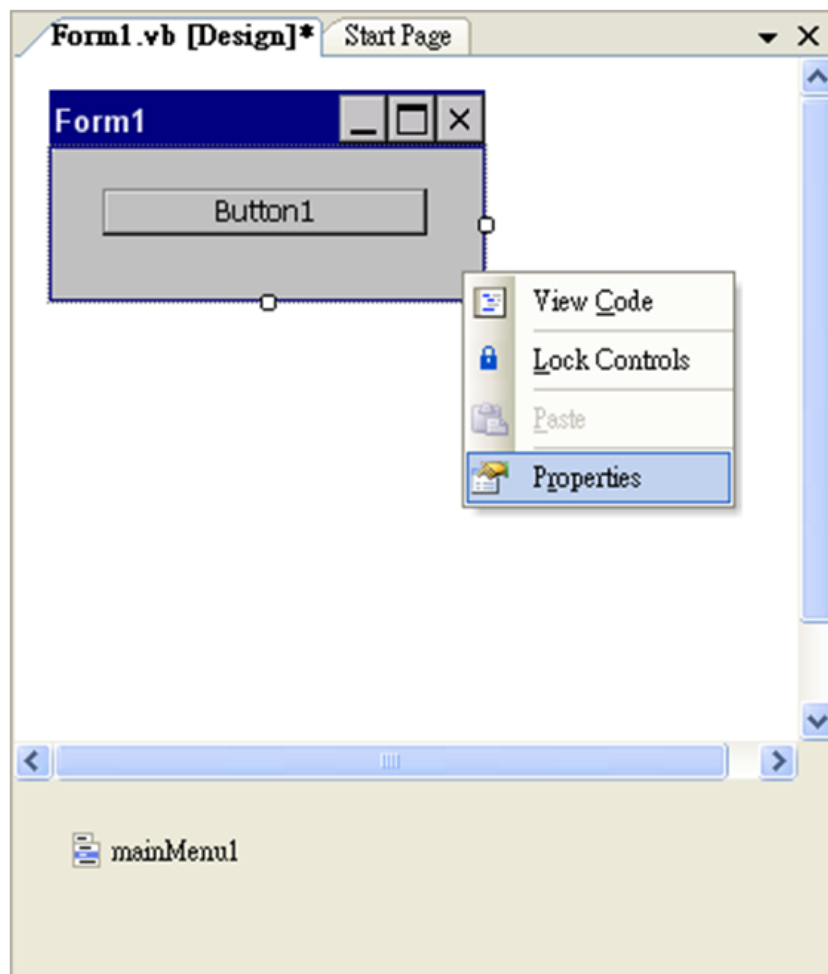 Form1.vb [Design]* Start Page
Form1
Button1
View Code
Lock Controls
Paste
Properties
mainMenu1